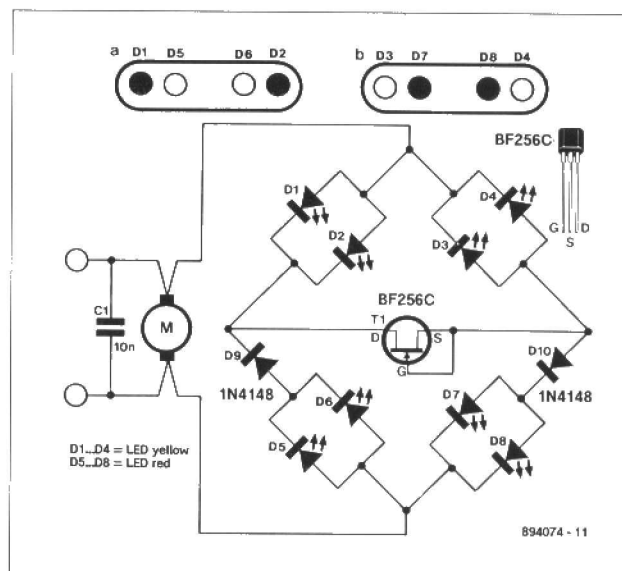 a D1 D5 D6 D2
b D3 D7 D8 D4
BF256C
G S D
D1
D2
D4
D3
BF256C
T1
D S
G
C1
10n
M
D9
1N4148
D10
1N4148
D6
D5
D7
D8
D1...D4 = LED yellow
D5...D8 = LED red
894074 - 11